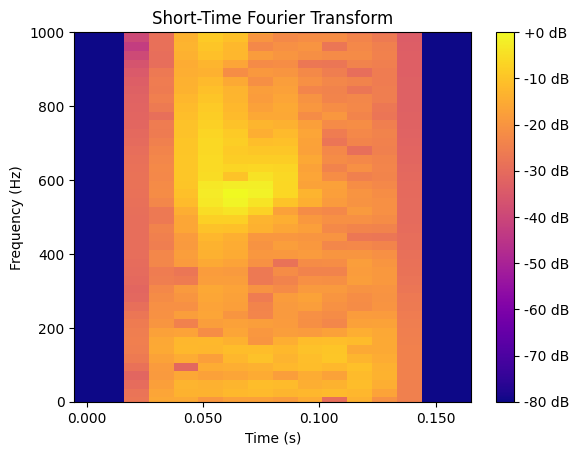 Short-Time Fourier Transform
Frequency (Hz)
1000
800
600
400
200
0
0.000
0.050
0.100
0.150
Time (s)
+0 dB
-10 dB
-20 dB
-30 dB
-40 dB
-50 dB
-60 dB
-70 dB
-80 dB